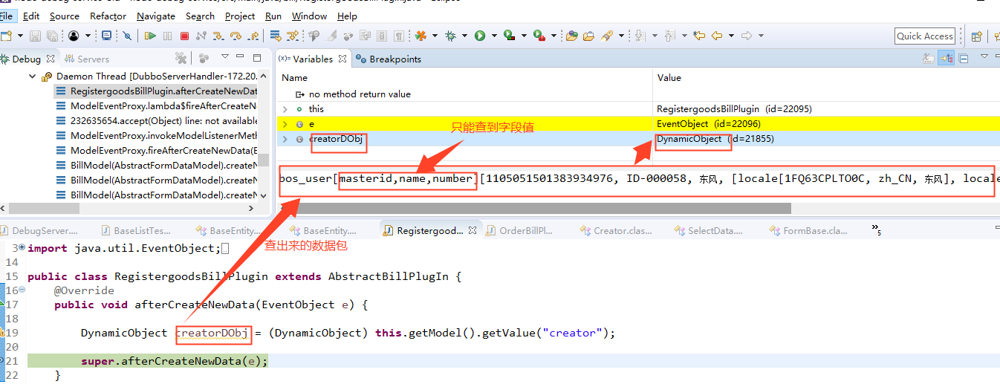 File Edit Source Refactor Navigate Search Project Run Window Help
Quick Access
Debug Servers
Daemon Thread [DubboServerHandler-172.20.
RegistergoodsBillPlugin.afterCreateNewDat
ModelEventProxy.lambda$fireAfterCreateN
232635654.accept(Object) line: not available
ModelEventProxy.invokeModelListenerMeth
ModelEventProxy.fireAfterCreateNewData(E
BillModel(AbstractFormDataModel).createN
BillModel(AbstractFormDataModel).createN
BillModel(AbstractFormDataModel).createN
(x)= Variables Breakpoints
Name Value
no method return value
this RegistergoodsBillPlugin (id=22095)
e EventObject (id=22096)
creatorDObj DynamicObject (id=21855)
只能查到字段值
bos_user[masterid,name,number][1105051501383934976, ID-000058, 东风, [locale[1FQ63CPLTO0C, zh_CN, 东风], locale
DebugServer.... BaseListTes... BaseEntity.... BaseEntity.... Registergood... OrderBillPl... Creator.clas... SelectData.... FormBase.cla... »5
查出来的数据包
3 import java.util.EventObject;
14
15 public class RegistergoodsBillPlugin extends AbstractBillPlugIn {
16 @Override
17 public void afterCreateNewData(EventObject e) {
18
19 DynamicObject creatorDObj = (DynamicObject) this.getModel().getValue("creator");
20
21 super.afterCreateNewData(e);
22 }